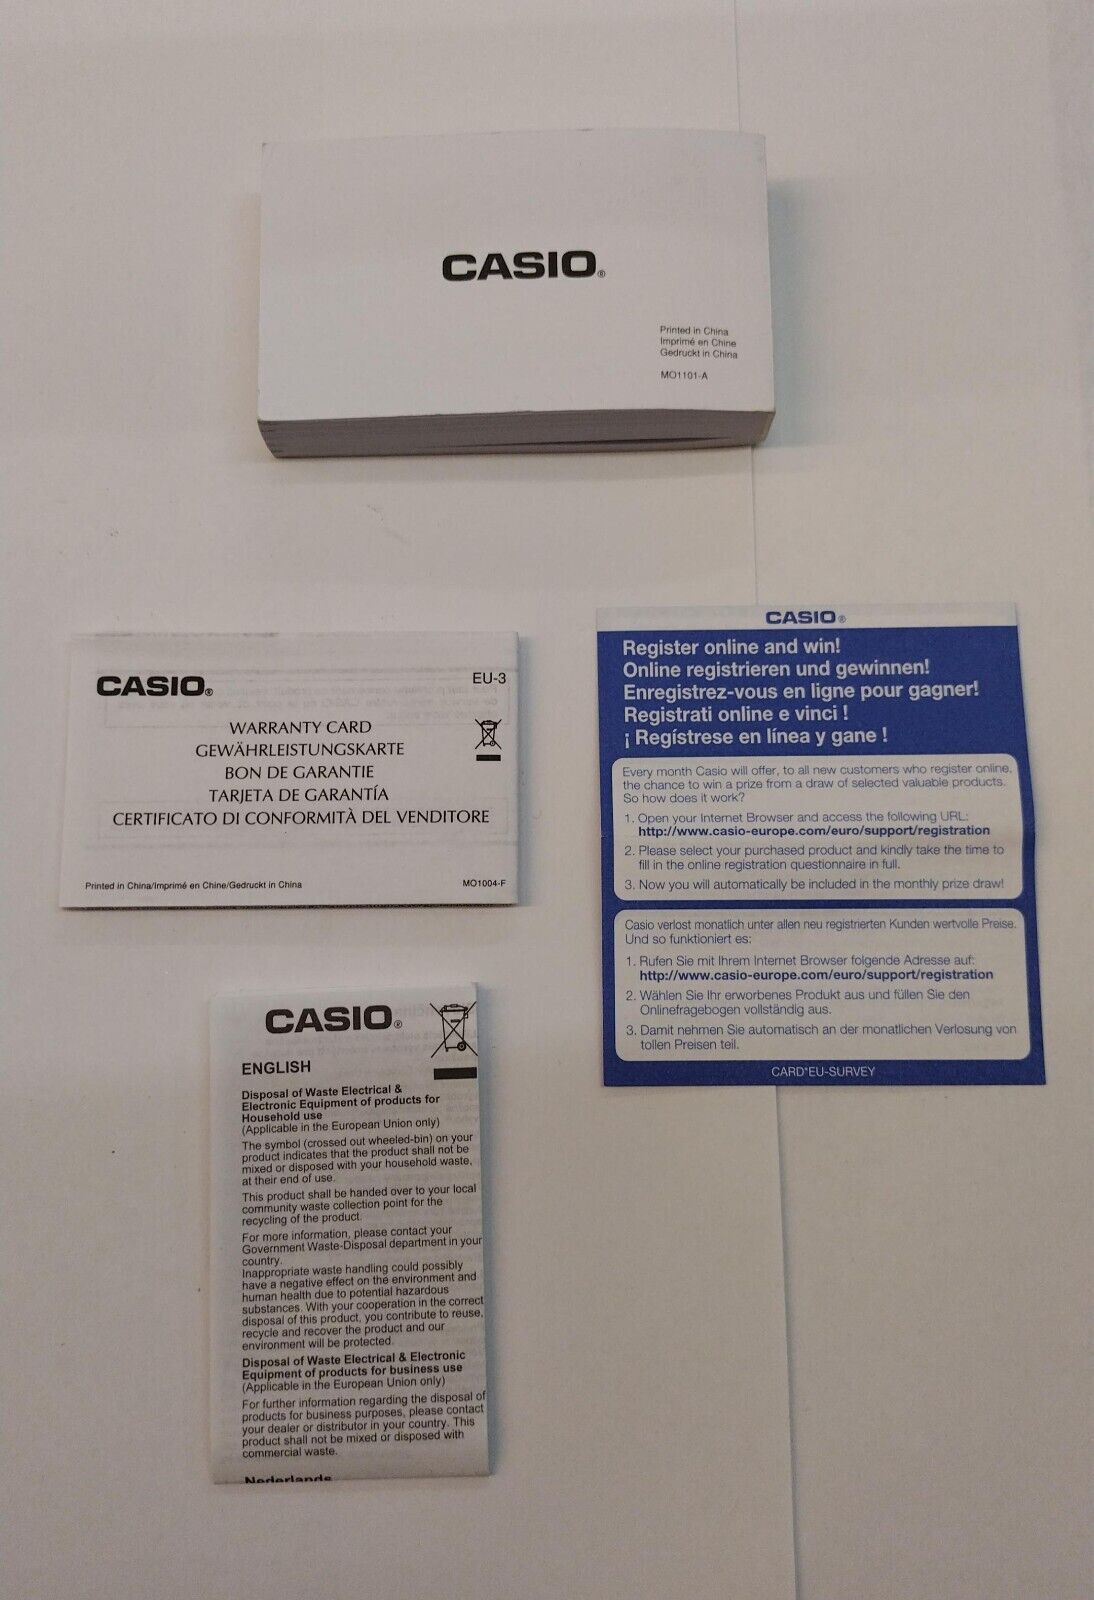 CASIO®
Printed in China
Imprimé en Chine
Gedruckt in China
MO1101-A
CASIO®
EU-3
WARRANTY CARD
GEWÄHRLEISTUNGSKARTE
BON DE GARANTIE
TARJETA DE GARANTÍA
CERTIFICATO DI CONFORMITÀ DEL VENDITORE
Printed in China/Imprimé en Chine/Gedruckt in China
MO1004-F
CASIO®
Register online and win!
Online registrieren und gewinnen!
Enregistrez-vous en ligne pour gagner!
Registrati online e vinci !
¡ Regístrese en línea y gane !
Every month Casio will offer, to all new customers who register online,
the chance to win a prize from a draw of selected valuable products.
So how does it work?
1. Open your Internet Browser and access the following URL:
http://www.casio-europe.com/euro/support/registration
2. Please select your purchased product and kindly take the time to
fill in the online registration questionnaire in full.
3. Now you will automatically be included in the monthly prize draw!
Casio verlost monatlich unter allen neu registrierten Kunden wertvolle Preise.
Und so funktioniert es:
1. Rufen Sie mit Ihrem Internet Browser folgende Adresse auf:
http://www.casio-europe.com/euro/support/registration
2. Wählen Sie Ihr erworbenes Produkt aus und füllen Sie den
Onlinefragebogen vollständig aus.
3. Damit nehmen Sie automatisch an der monatlichen Verlosung von
tollen Preisen teil.
CARD*EU-SURVEY
CASIO®
ENGLISH
Disposal of Waste Electrical &
Electronic Equipment of products for
Household use
(Applicable in the European Union only)
The symbol (crossed out wheeled-bin) on your
product indicates that the product shall not be
mixed or disposed with your household waste,
at their end of use.
This product shall be handed over to your local
community waste collection point for the
recycling of the product.
For more information, please contact your
Government Waste-Disposal department in your
country.
Inappropriate waste handling could possibly
have a negative effect on the environment and
human health due to potential hazardous
substances. With your cooperation in the correct
disposal of this product, you contribute to reuse,
recycle and recover the product and our
environment will be protected.
Disposal of Waste Electrical & Electronic
Equipment of products for business use
(Applicable in the European Union only)
For further information regarding the disposal of
products for business purposes, please contact
your dealer or distributor in your country. This
product shall not be mixed or disposed with
commercial waste.
Nederlands